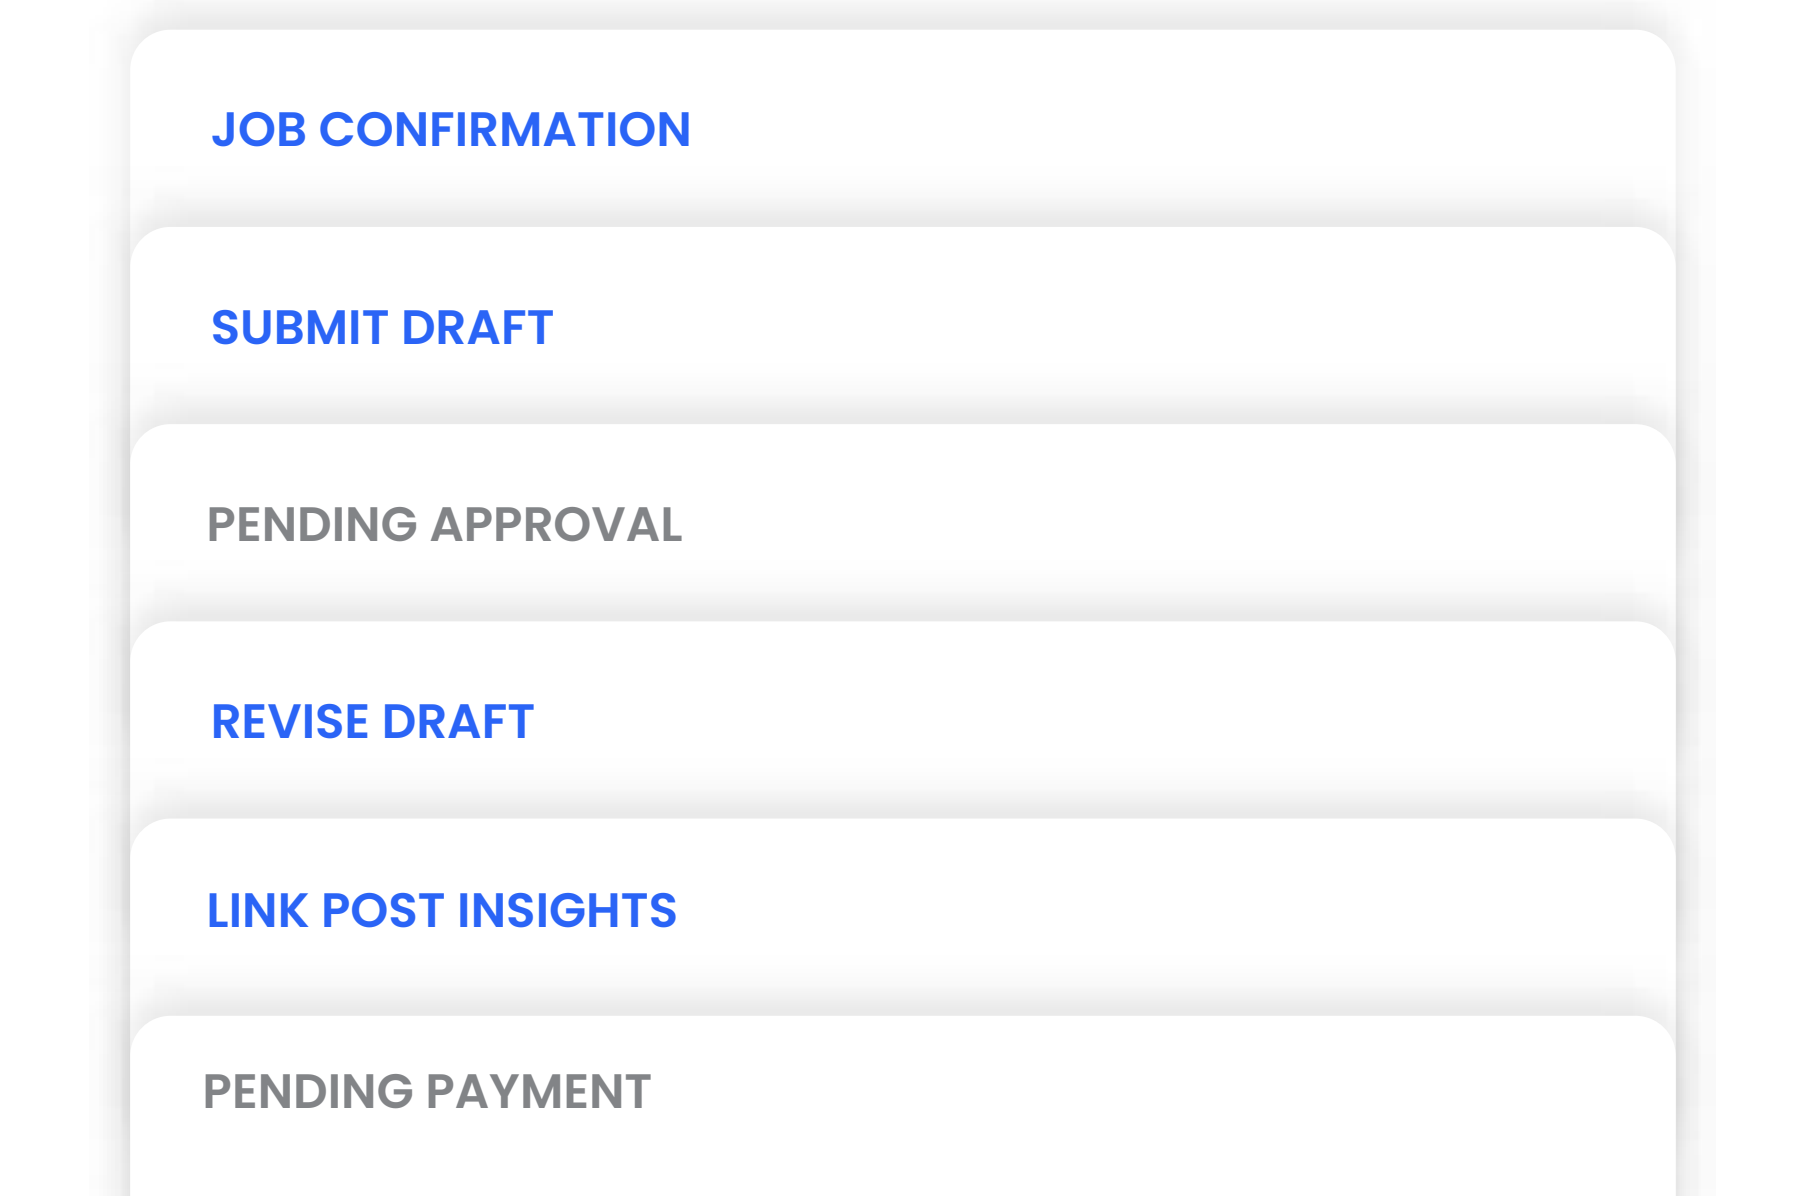 JOB CONFIRMATION
SUBMIT DRAFT
PENDING APPROVAL
REVISE DRAFT
LINK POST INSIGHTS
PENDING PAYMENT